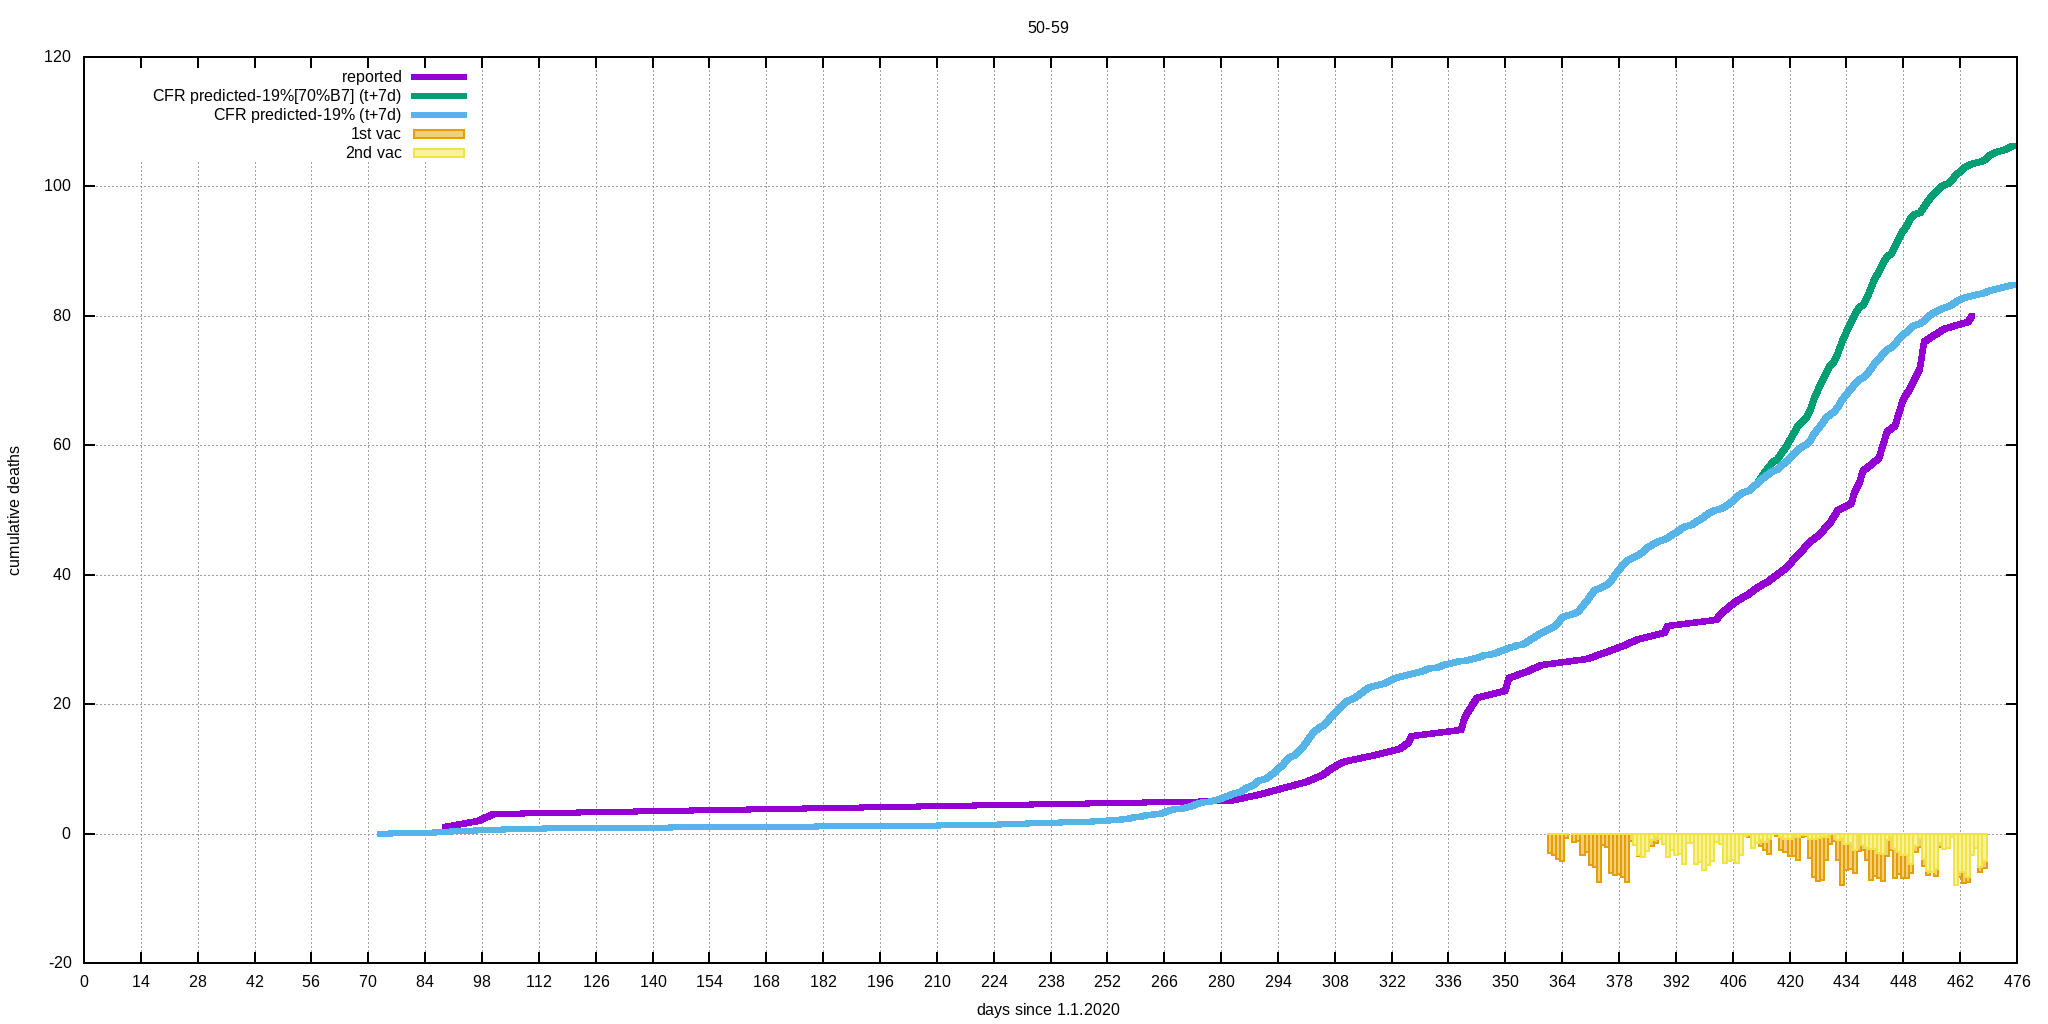 50-59
120
100
80
60
40
20
0
-20
reported
CFR predicted-19%[70%B7] (t+7d)
CFR predicted-19% (t+7d)
1st vac
2nd vac
cumulative deaths
0 14 28 42 56 70 84 98 112 126 140 154 168 182 196 210 224 238 252 266 280 294 308 322 336 350 364 378 392 406 420 434 448 462 476
days since 1.1.2020